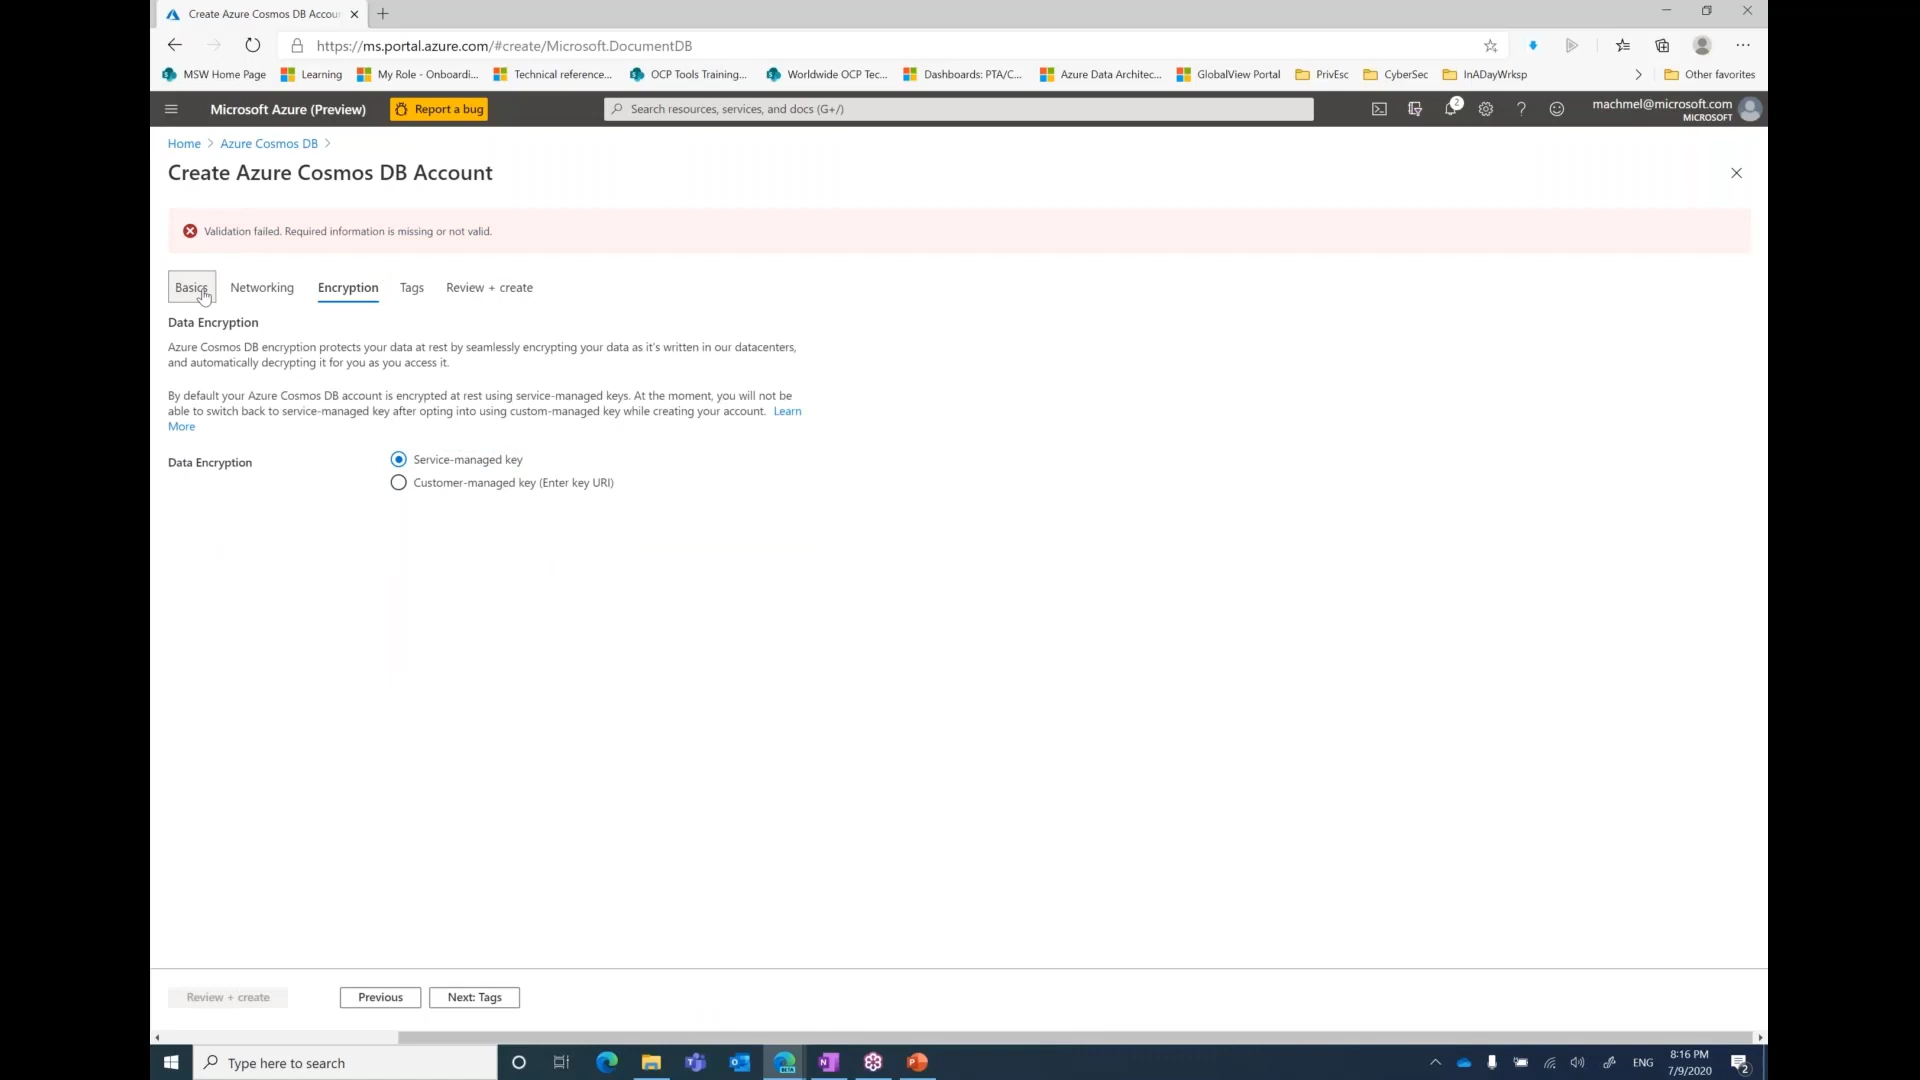 Create Azure Cosmos DB Accour
https://ms.portal.azure.com/#create/Microsoft.DocumentDB
MSW Home Page
Learning
My Role - Onboardi...
Technical reference...
OCP Tools Training...
Worldwide OCP Tec...
Dashboards: PTA/C...
Azure Data Architec...
GlobalView Portal
PrivEsc
CyberSec
InADayWrksp
Other favorites
Microsoft Azure (Preview)
Report a bug
Search resources, services, and docs (G+/)
2
machmel@microsoft.com
MICROSOFT
Home > Azure Cosmos DB >
Create Azure Cosmos DB Account
Validation failed. Required information is missing or not valid.
Basics
Networking
Encryption
Tags
Review + create
Data Encryption
Azure Cosmos DB encryption protects your data at rest by seamlessly encrypting your data as it's written in our datacenters,
and automatically decrypting it for you as you access it.
By default your Azure Cosmos DB account is encrypted at rest using service-managed keys. At the moment, you will not be
able to switch back to service-managed key after opting into using custom-managed key while creating your account. Learn
More
Data Encryption
Service-managed key
Customer-managed key (Enter key URI)
Review + create
Previous
Next: Tags
Type here to search
BETA
ENG
8:16 PM
7/9/2020
2